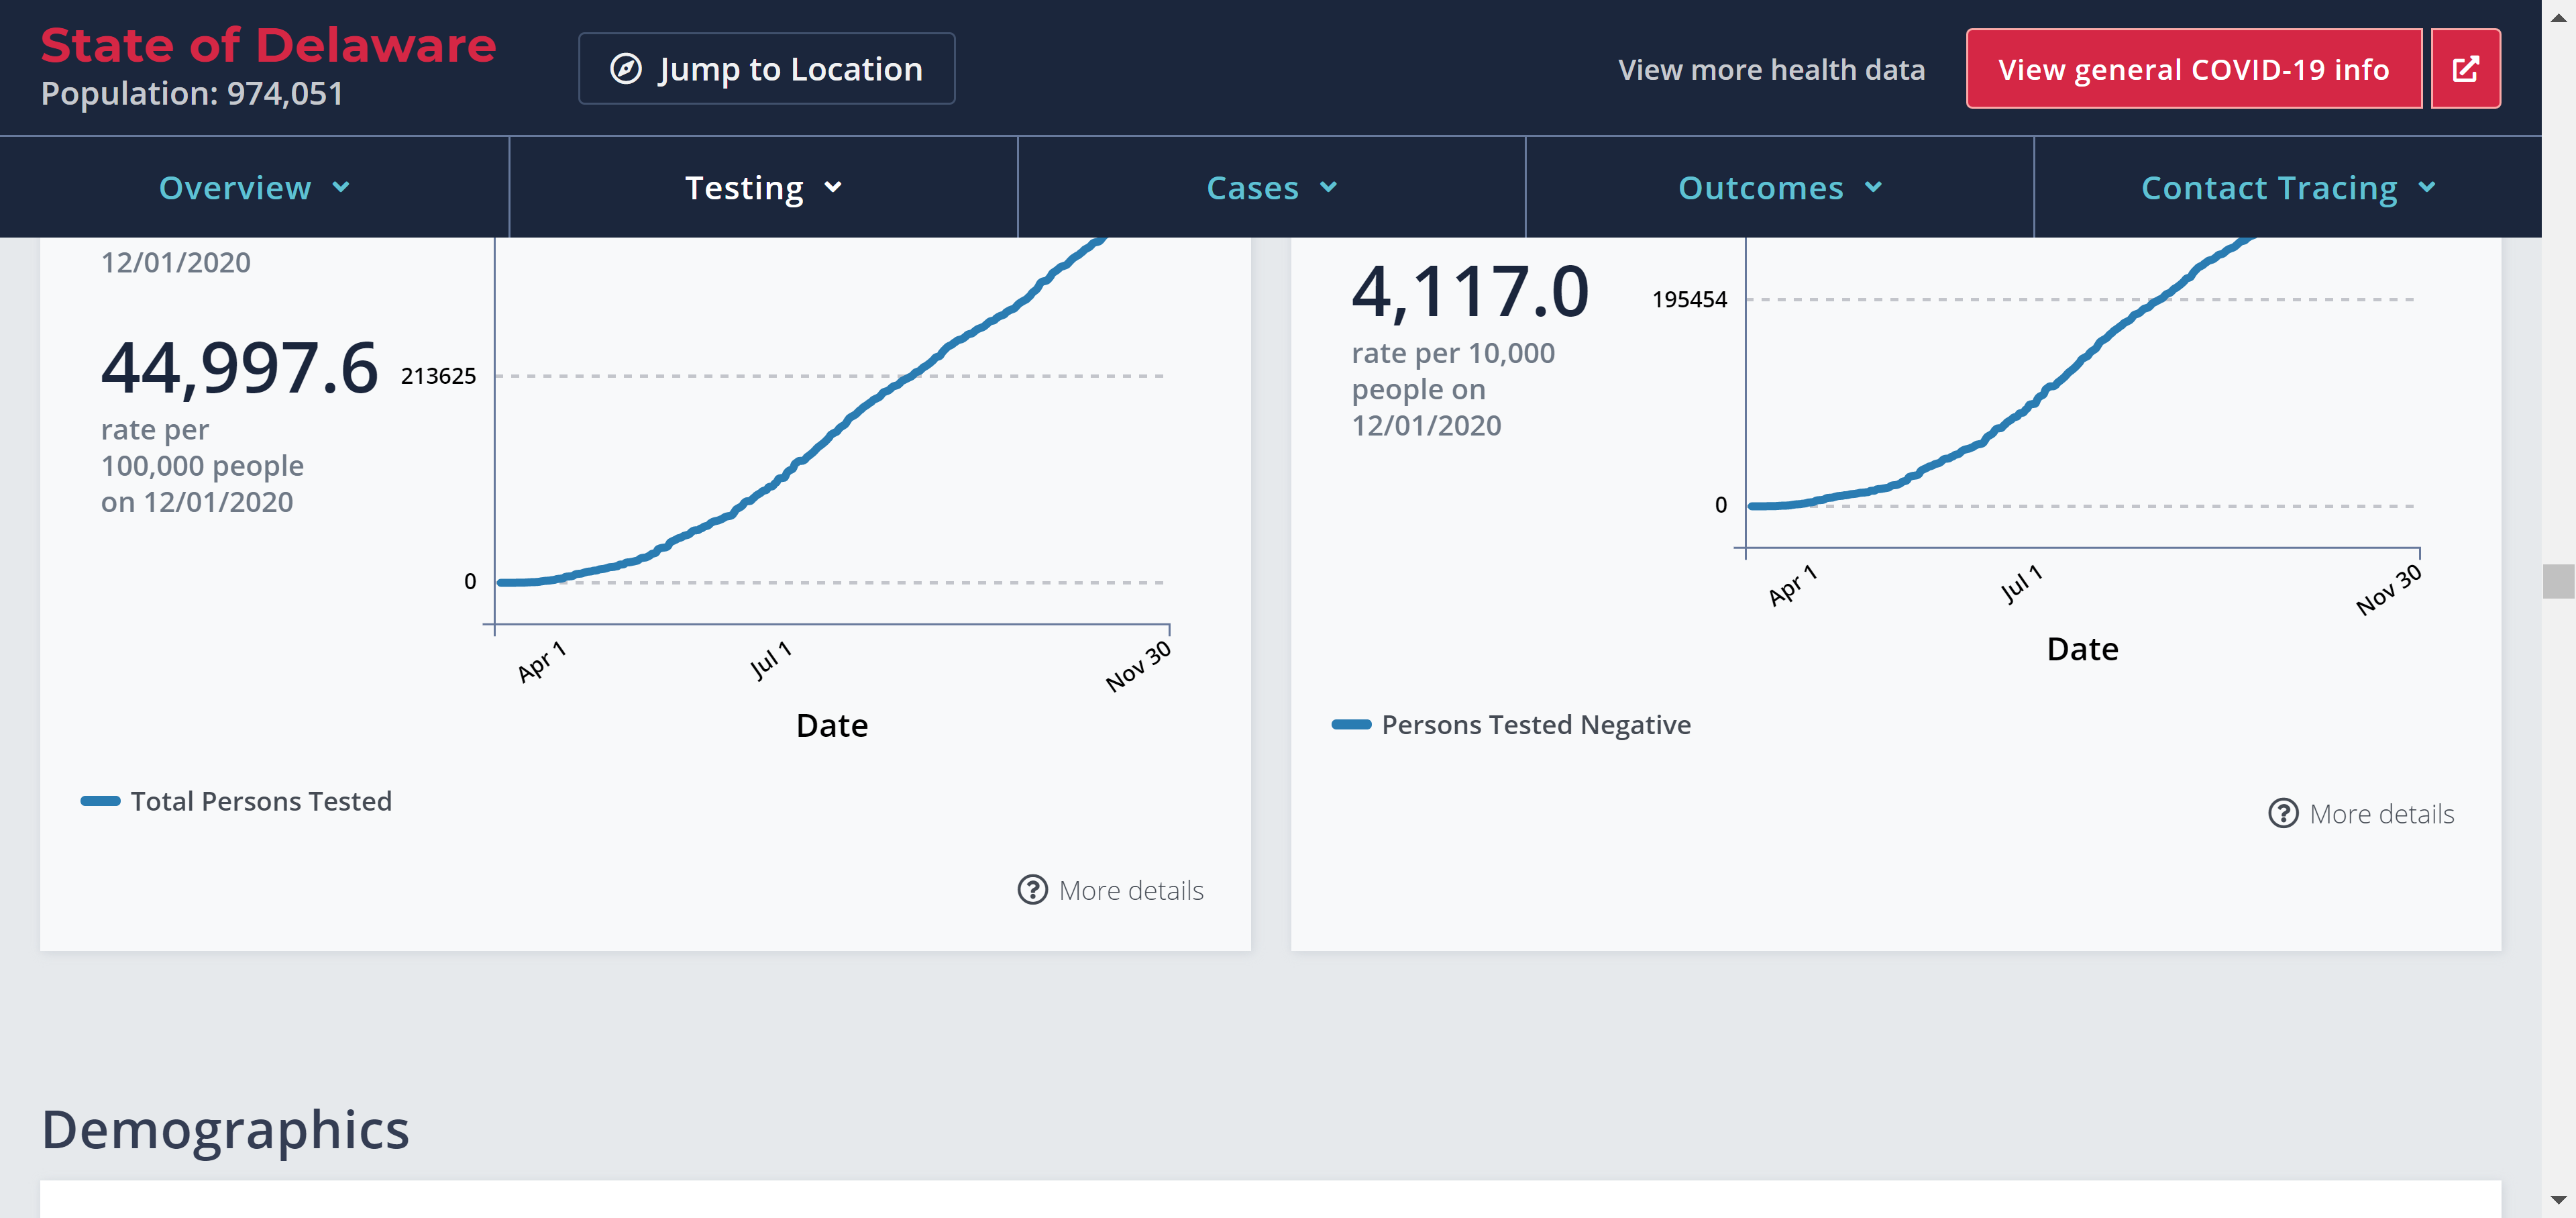 State of Delaware
Population: 974,051
Jump to Location
View more health data
View general COVID-19 info
Overview
Testing
Cases
Outcomes
Contact Tracing
12/01/2020
44,997.6
rate per
100,000 people
on 12/01/2020
213625
0
Apr 1
Jul 1
Nov 30
Date
Total Persons Tested
More details
4,117.0
rate per 10,000
people on
12/01/2020
195454
0
Apr 1
Jul 1
Nov 30
Date
Persons Tested Negative
More details
Demographics